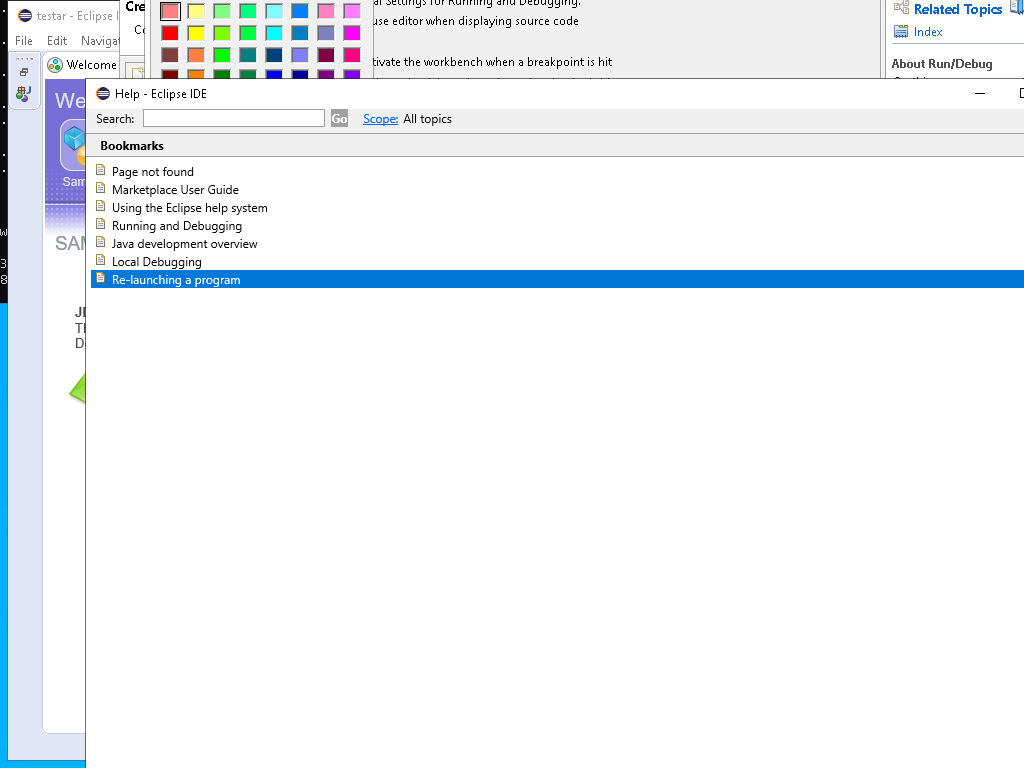 testar - Eclipse I
File Edit Navigat
Welcome
Cre
Co
al Settings for Running and Debugging.
use editor when displaying source code
tivate the workbench when a breakpoint is hit
Related Topics
Index
About Run/Debug
We
Sam
SAM
Help - Eclipse IDE
Search:
Go
Scope: All topics
Bookmarks
Page not found
Marketplace User Guide
Using the Eclipse help system
Running and Debugging
Java development overview
Local Debugging
Re-launching a program
W
3
8